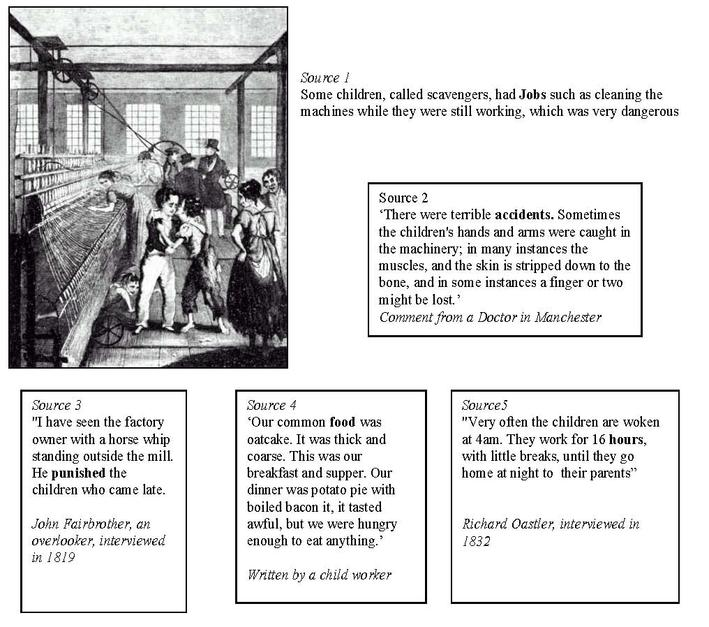 Source 1
Some children, called scavengers, had Jobs such as cleaning the
machines while they were still working, which was very dangerous
Source 2
‘There were terrible accidents. Sometimes
the children's hands and arms were caught in
the machinery; in many instances the
muscles, and the skin is stripped down to the
bone, and in some instances a finger or two
might be lost.’
Comment from a Doctor in Manchester
Source 3
"I have seen the factory
owner with a horse whip
standing outside the mill.
He punished the
children who came late.
John Fairbrother, an
overlooker, interviewed
in 1819
Source 4
‘Our common food was
oatcake. It was thick and
coarse. This was our
breakfast and supper. Our
dinner was potato pie with
boiled bacon it, it tasted
awful, but we were hungry
enough to eat anything.’
Written by a child worker
Source5
"Very often the children are woken
at 4am. They work for 16 hours,
with little breaks, until they go
home at night to their parents”
Richard Oastler, interviewed in
1832